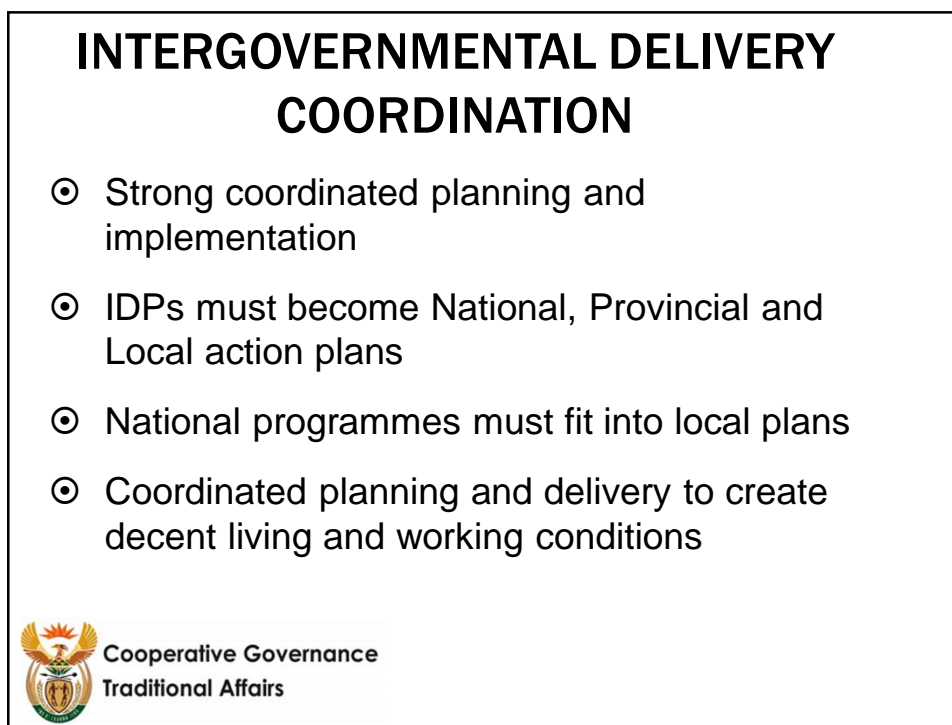 INTERGOVERNMENTAL DELIVERY
COORDINATION
Strong coordinated planning and
implementation
IDPs must become National, Provincial and
Local action plans
National programmes must fit into local plans
Coordinated planning and delivery to create
decent living and working conditions
Cooperative Governance
Traditional Affairs